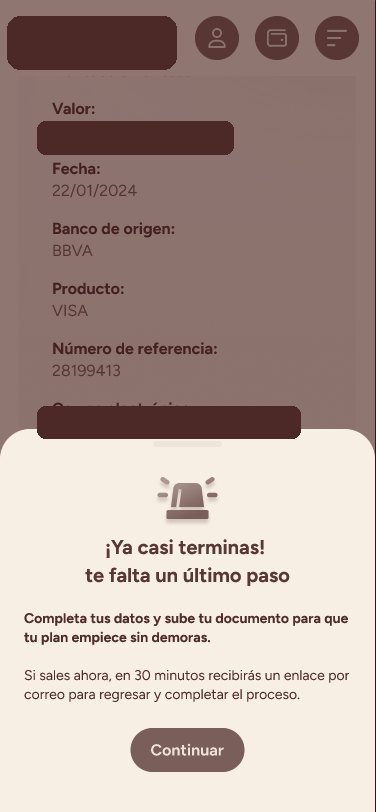 Valor:
Fecha:
22/01/2024
Banco de origen:
BBVA
Producto:
VISA
Número de referencia:
28199413
¡Ya casi terminas!
te falta un último paso
Completa tus datos y sube tu documento para que
tu plan empiece sin demoras.
Si sales ahora, en 30 minutos recibirás un enlace por
correo para regresar y completar el proceso.
Continuar